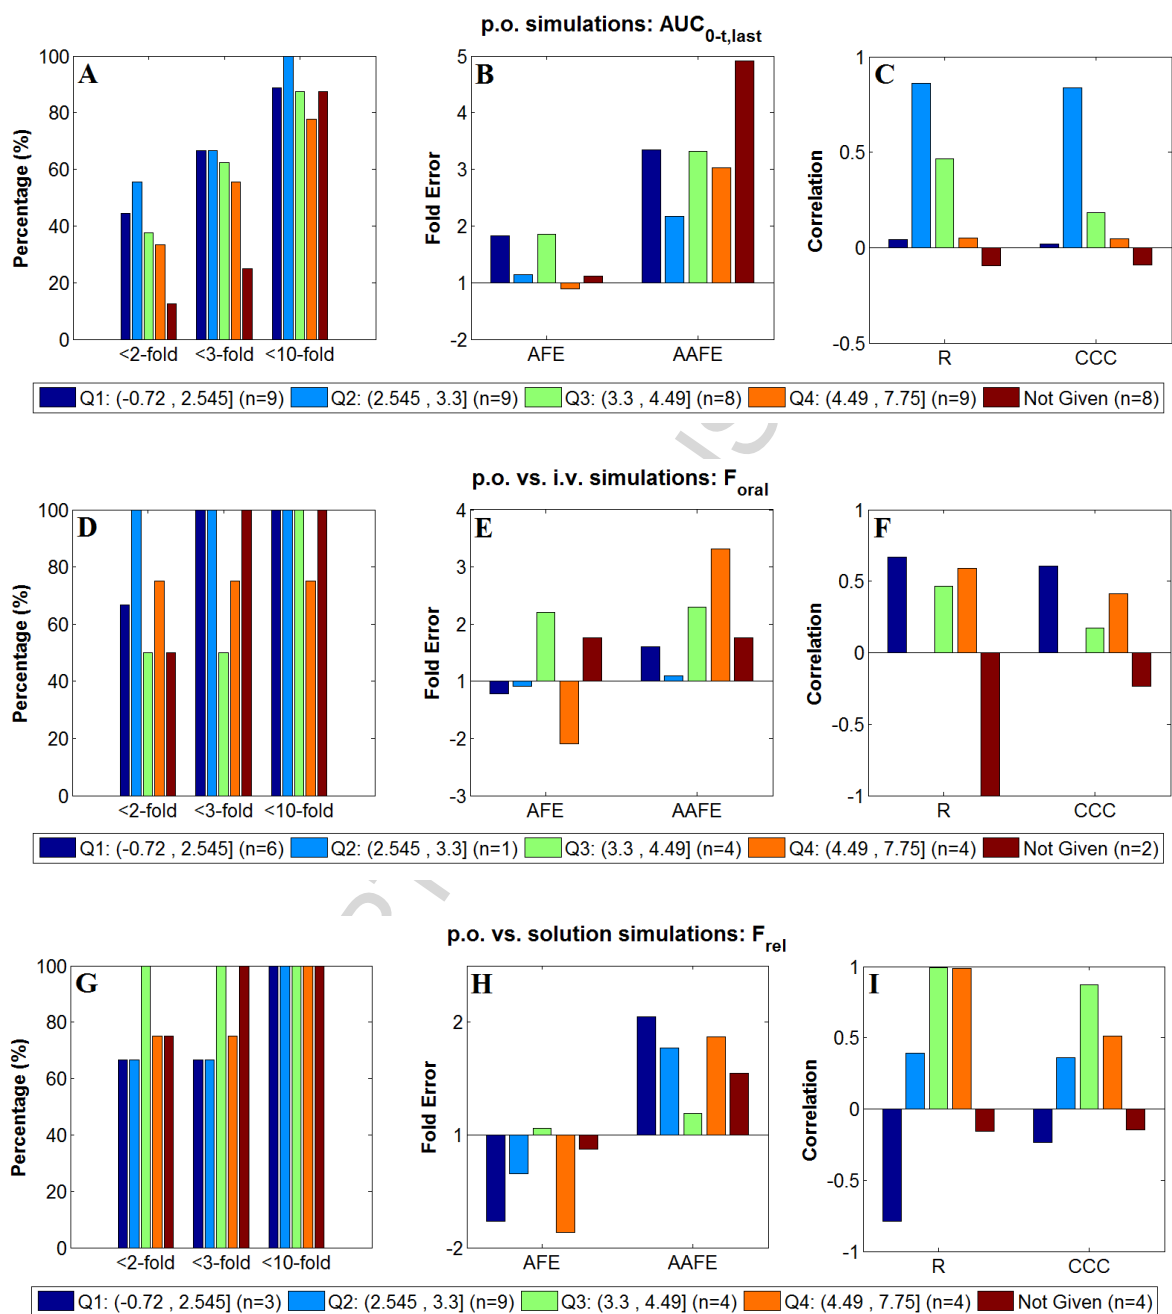 p.o. simulations: AUC0-t,last
A
Percentage (%)
100
80
60
40
20
0
<2-fold <3-fold <10-fold
B
Fold Error
5
4
3
2
1
-2
AFE AAFE
C
Correlation
1
0.5
0
-0.5
R CCC
Q1: (-0.72 , 2.545] (n=9) Q2: (2.545 , 3.3] (n=9) Q3: (3.3 , 4.49] (n=8) Q4: (4.49 , 7.75] (n=9) Not Given (n=8)
p.o. vs. i.v. simulations: Foral
D
Percentage (%)
100
80
60
40
20
0
<2-fold <3-fold <10-fold
E
Fold Error
4
3
2
1
-2
-3
AFE AAFE
F
Correlation
1
0.5
0
-0.5
-1
R CCC
Q1: (-0.72 , 2.545] (n=6) Q2: (2.545 , 3.3] (n=1) Q3: (3.3 , 4.49] (n=4) Q4: (4.49 , 7.75] (n=4) Not Given (n=2)
p.o. vs. solution simulations: Frel
G
Percentage (%)
100
80
60
40
20
0
<2-fold <3-fold <10-fold
H
Fold Error
2
1
-2
AFE AAFE
I
Correlation
1
0.5
0
-0.5
-1
R CCC
Q1: (-0.72 , 2.545] (n=3) Q2: (2.545 , 3.3] (n=9) Q3: (3.3 , 4.49] (n=4) Q4: (4.49 , 7.75] (n=4) Not Given (n=4)